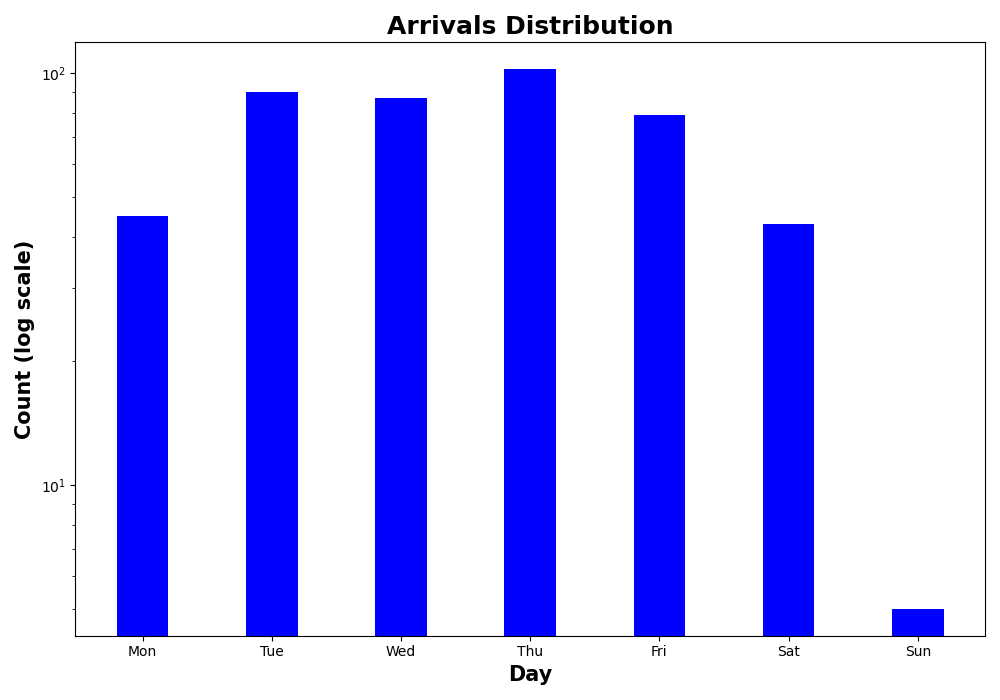 Arrivals Distribution
Count (log scale)
10²
10¹
Mon Tue Wed Thu Fri Sat Sun
Day